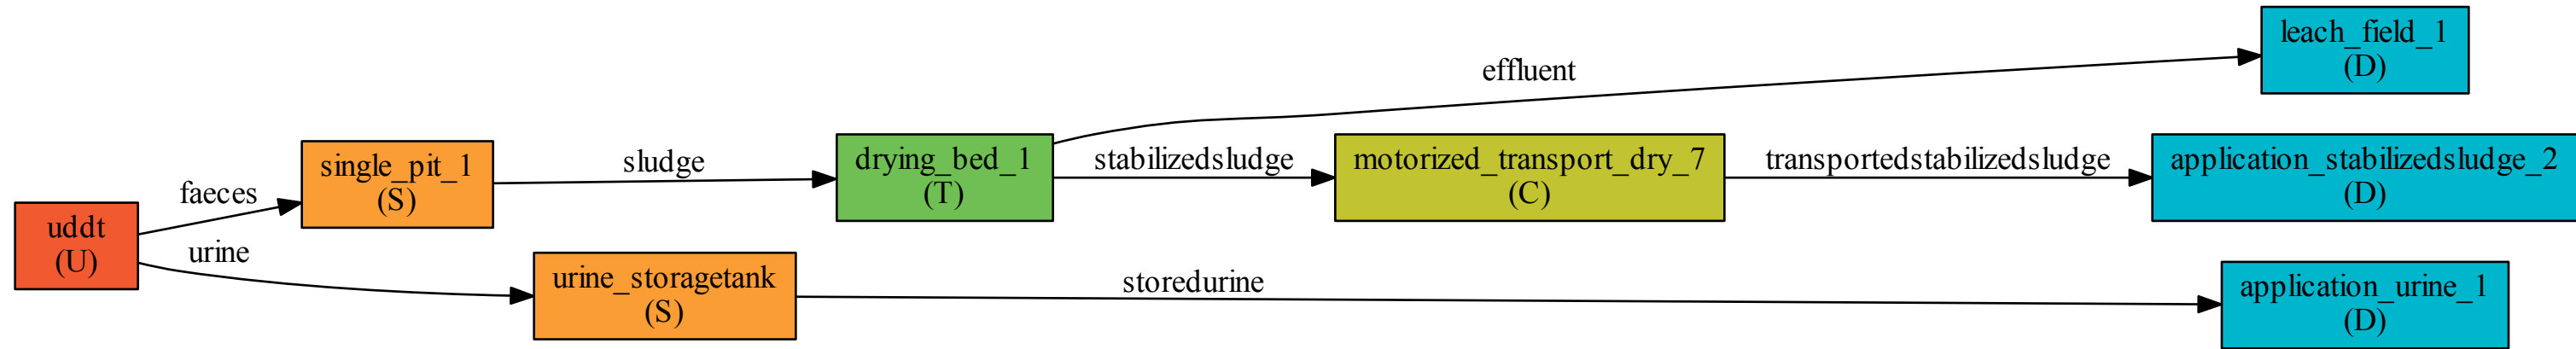 uddt
(U)
faeces
urine
single_pit_1
(S)
urine_storagetank
(S)
sludge
storedurine
drying_bed_1
(T)
effluent
stabilizedsludge
motorized_transport_dry_7
(C)
transportedstabilizedsludge
leach_field_1
(D)
application_stabilizedsludge_2
(D)
application_urine_1
(D)